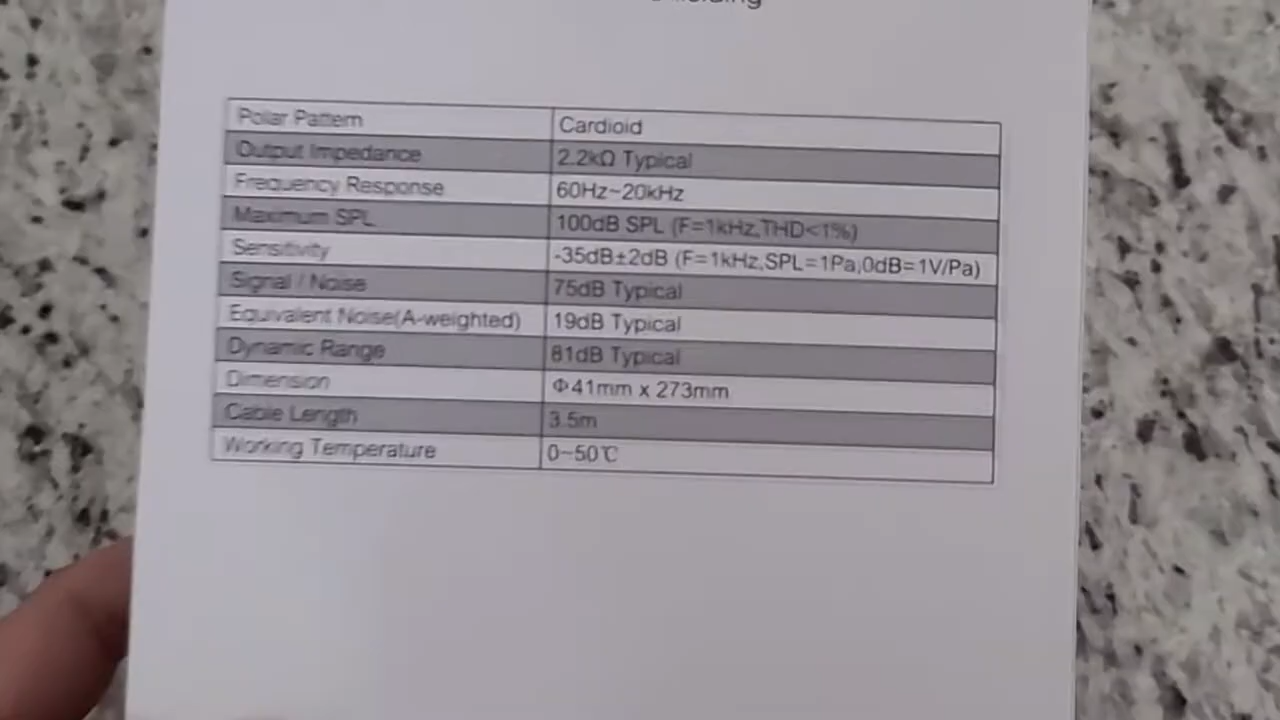 Polar Pattern Cardioid
Output Impedance 2.2kΩ Typical
Frequency Response 60Hz~20kHz
Maximum SPL 100dB SPL (F=1kHz,THD<1%)
Sensitivity -35dB±2dB (F=1kHz,SPL=1Pa,0dB=1V/Pa)
Signal / Noise 75dB Typical
Equivalent Noise(A-weighted) 19dB Typical
Dynamic Range 81dB Typical
Dimension Φ41mm x 273mm
Cable Length 3.5m
Working Temperature 0~50℃